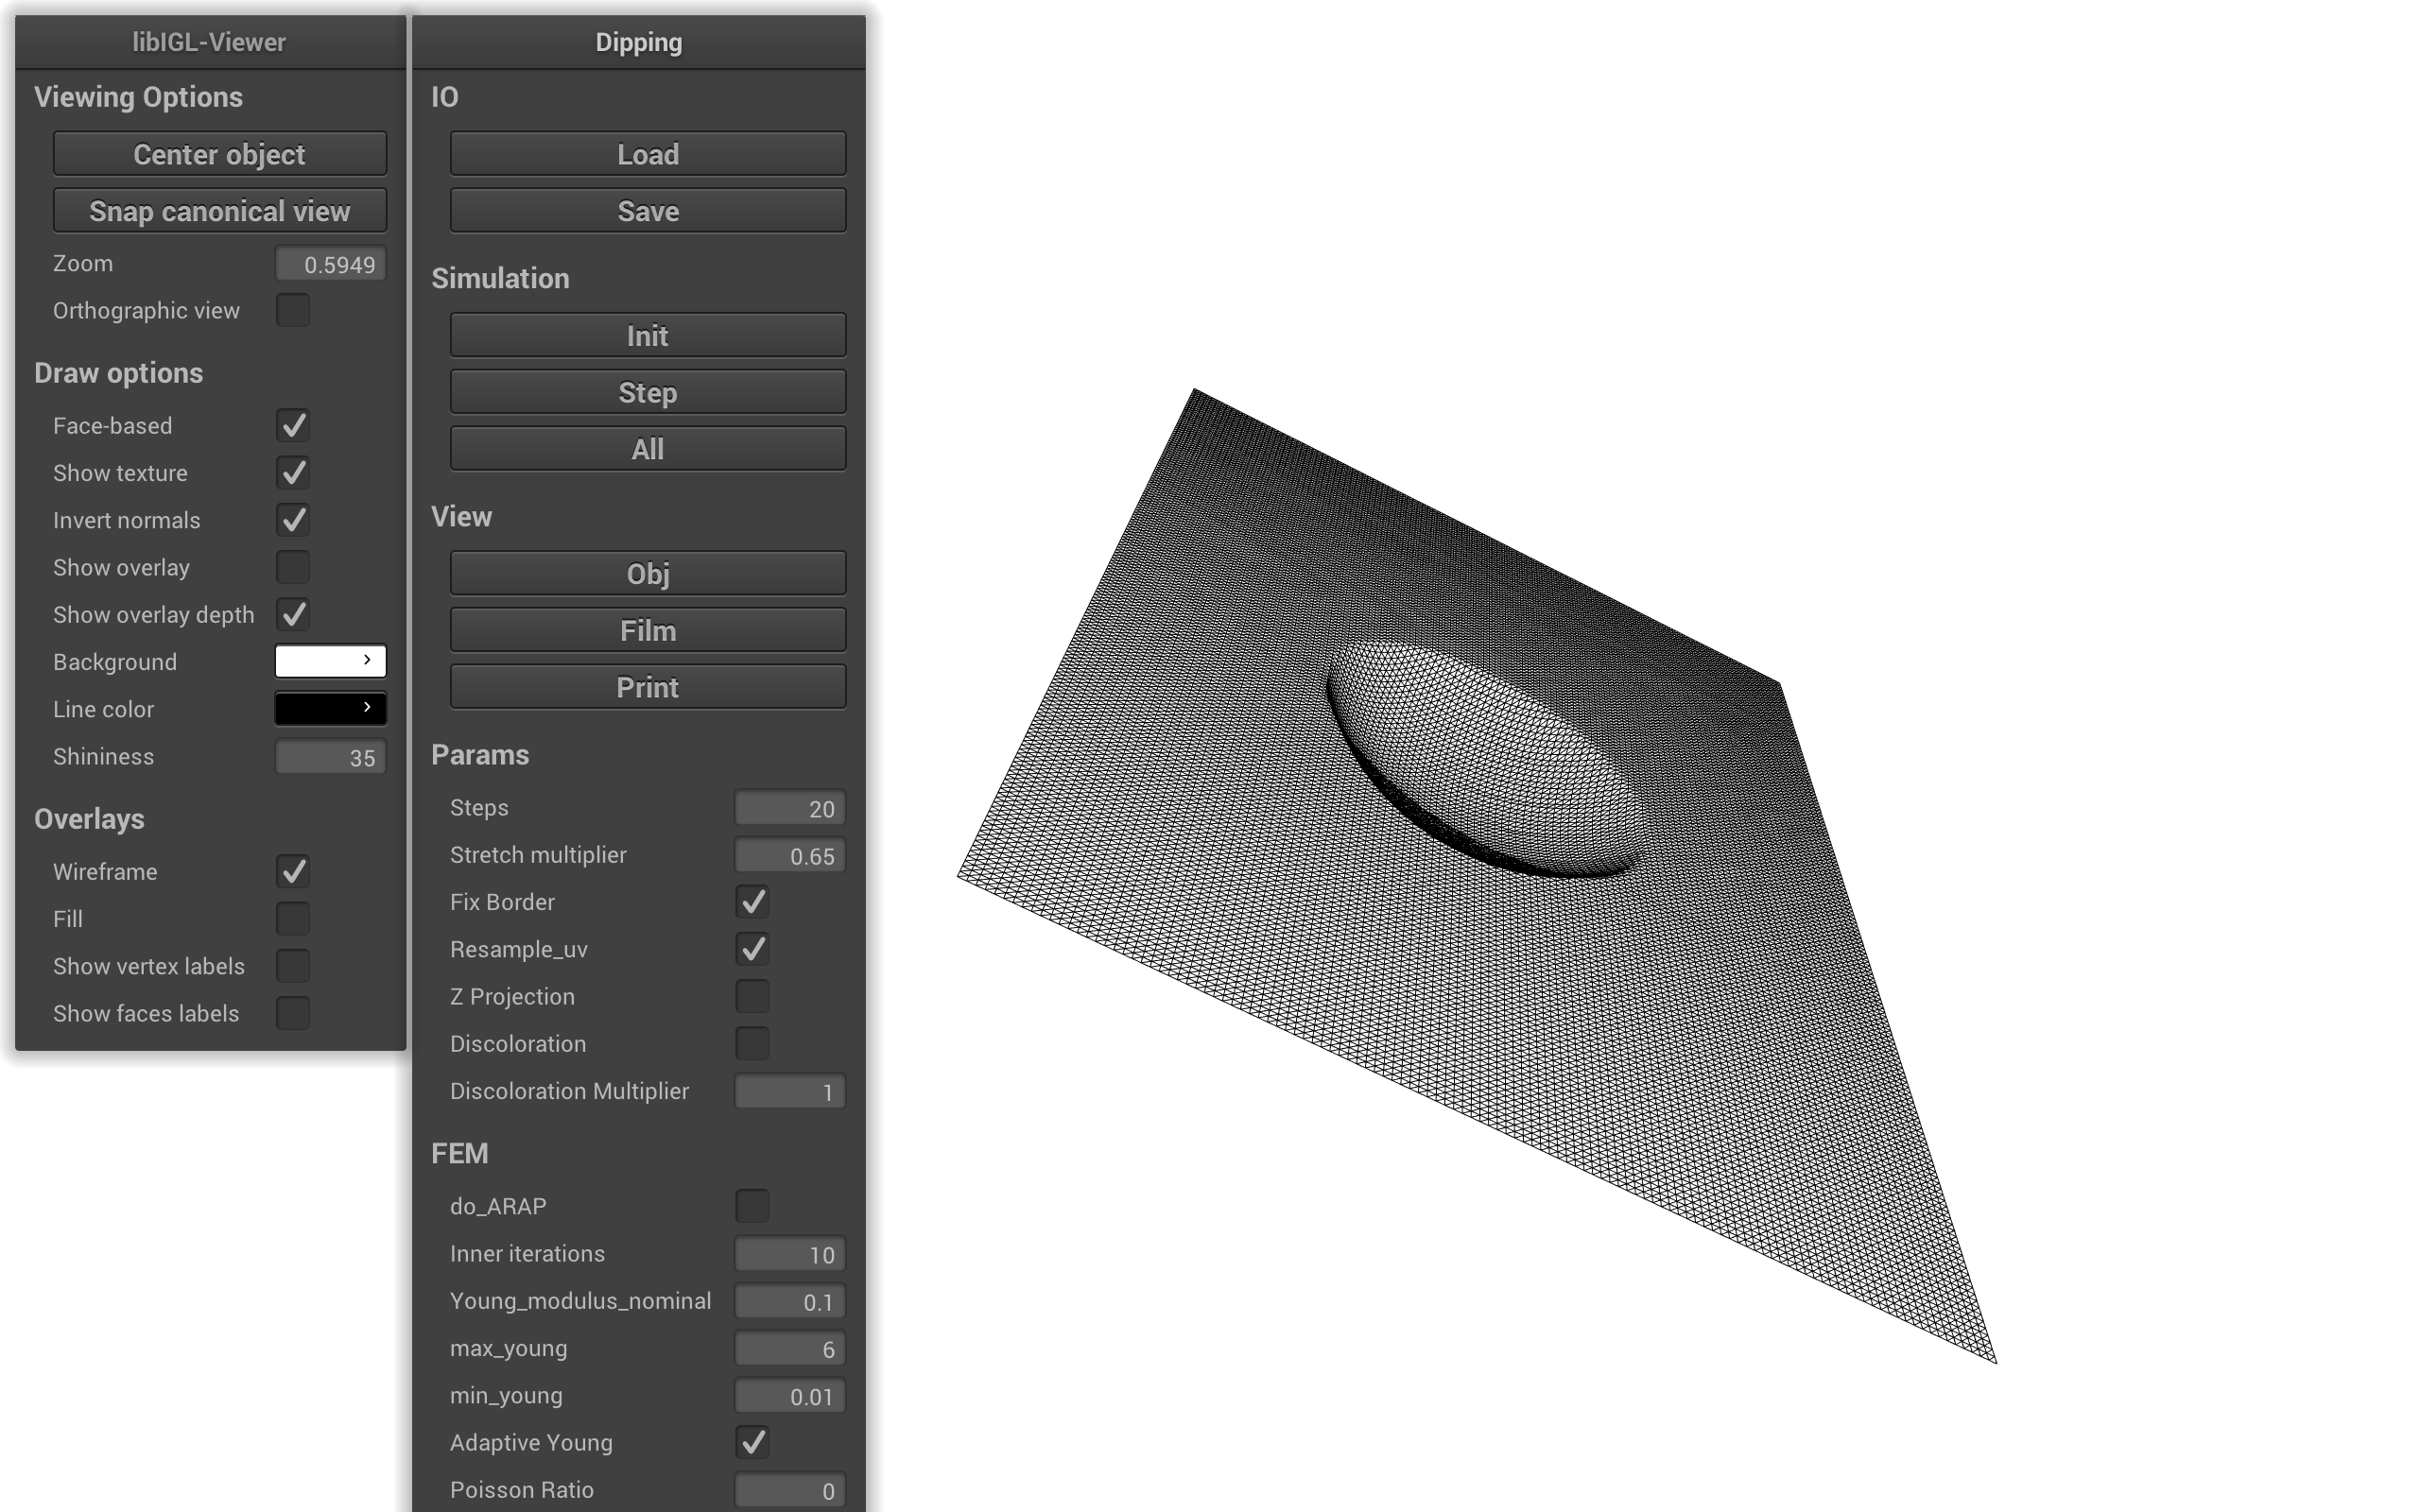 libIGL-Viewer
Viewing Options
Center object
Snap canonical view
Zoom 0.5949
Orthographic view
Draw options
Face-based
Show texture
Invert normals
Show overlay
Show overlay depth
Background
Line color
Shininess 35
Overlays
Wireframe
Fill
Show vertex labels
Show faces labels
Dipping
IO
Load
Save
Simulation
Init
Step
All
View
Obj
Film
Print
Params
Steps 20
Stretch multiplier 0.65
Fix Border
Resample_uv
Z Projection
Discoloration
Discoloration Multiplier 1
FEM
do_ARAP
Inner iterations 10
Young_modulus_nominal 0.1
max_young 6
min_young 0.01
Adaptive Young
Poisson Ratio 0